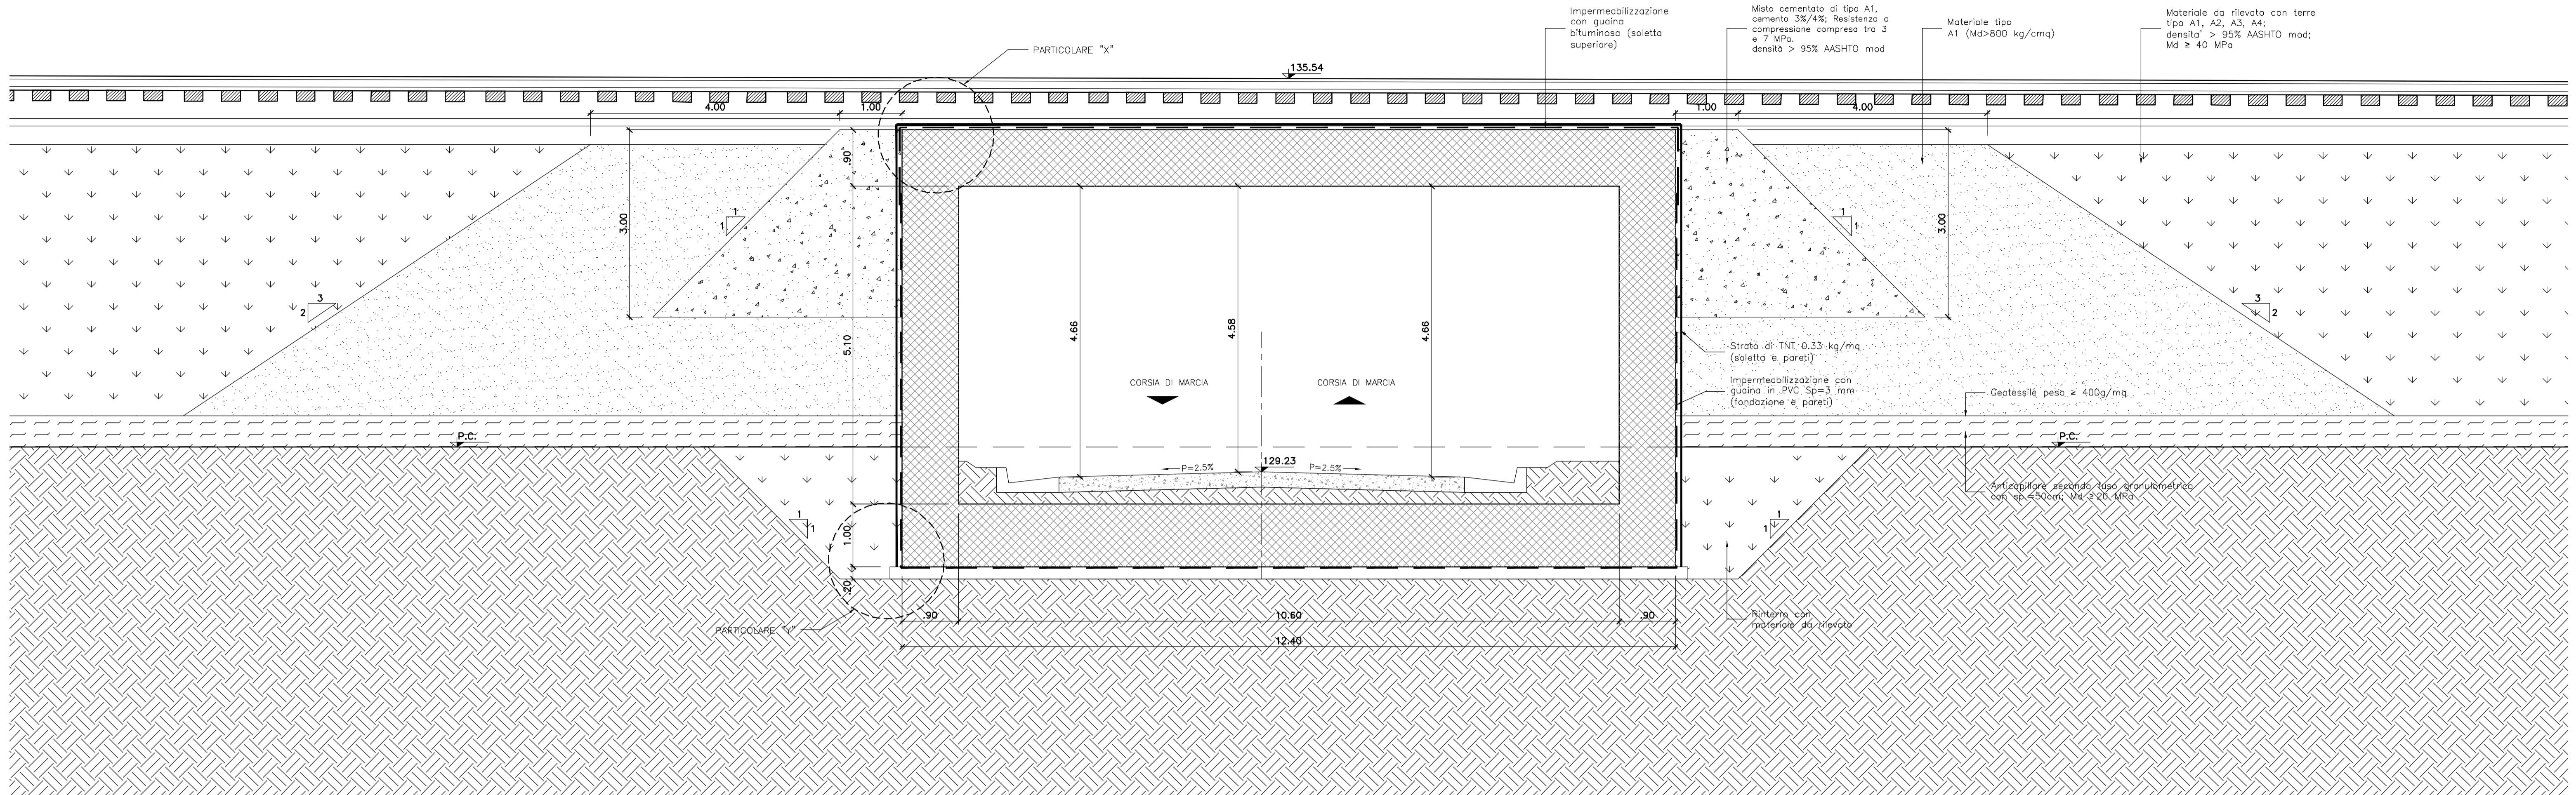 Impermeabilizzazione
con guaina
bituminosa (soletta
superiore)
Misto cementato di tipo A1,
cemento 3%/4%; Resistenza a
compressione compresa tra 3
e 7 MPa.
densità > 95% AASHTO mod
Materiale tipo
A1 (Md>800 kg/cmq)
Materiale da rilevato con terre
tipo A1, A2, A3, A4;
densita' > 95% AASHTO mod;
Md ≥ 40 MPa
PARTICOLARE "X"
135.54
4.00
1.00
1.00
4.00
.90
3.00
3.00
1
1
1
1
3
2
3
2
5.10
4.66
4.58
4.66
Strato di TNT 0.33 kg/mq
(soletta e pareti)
CORSIA DI MARCIA
CORSIA DI MARCIA
Impermeabilizzazione con
guaina in PVC Sp=3 mm
(fondazione e pareti)
Geotessile peso ≥ 400g/mq
P.C.
P.C.
P=2.5%
129.23
P=2.5%
Anticapillare secondo fuso granulometrico
con sp.=50cm; Md ≥20 MPa
1
1
1
1
1.00
.20
.90
10.60
.90
12.40
PARTICOLARE "Y"
Rinterro con
materiale da rilevato